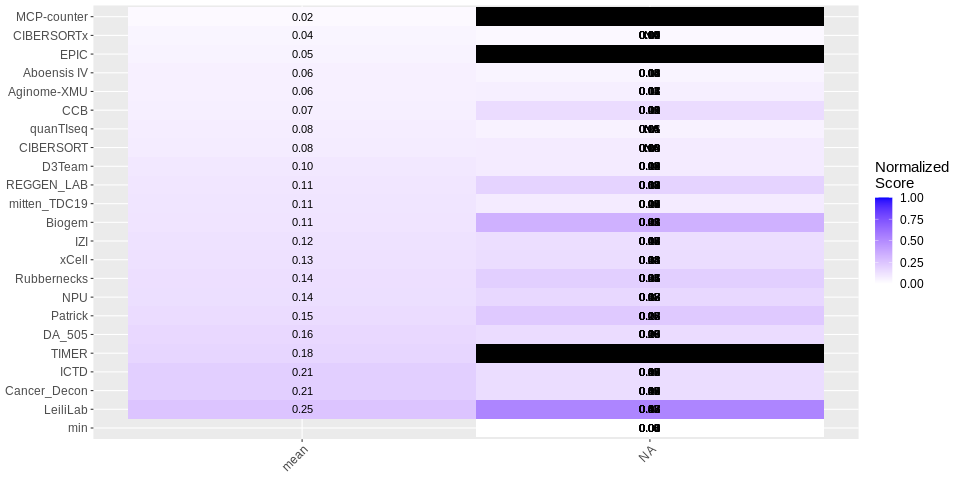 MCP-counter 0.02
CIBERSORTx 0.04
EPIC 0.05
Aboensis IV 0.06
Aginome-XMU 0.06
CCB 0.07
quanTIseq 0.08
CIBERSORT 0.08
D3Team 0.10
REGGEN_LAB 0.11
mitten_TDC19 0.11
Biogem 0.11
IZI 0.12
xCell 0.13
Rubbernecks 0.14
NPU 0.14
Patrick 0.15
DA_505 0.16
TIMER 0.18
ICTD 0.21
Cancer_Decon 0.21
LeiliLab 0.25
min
mean
NA
Normalized
Score
1.00
0.75
0.50
0.25
0.00